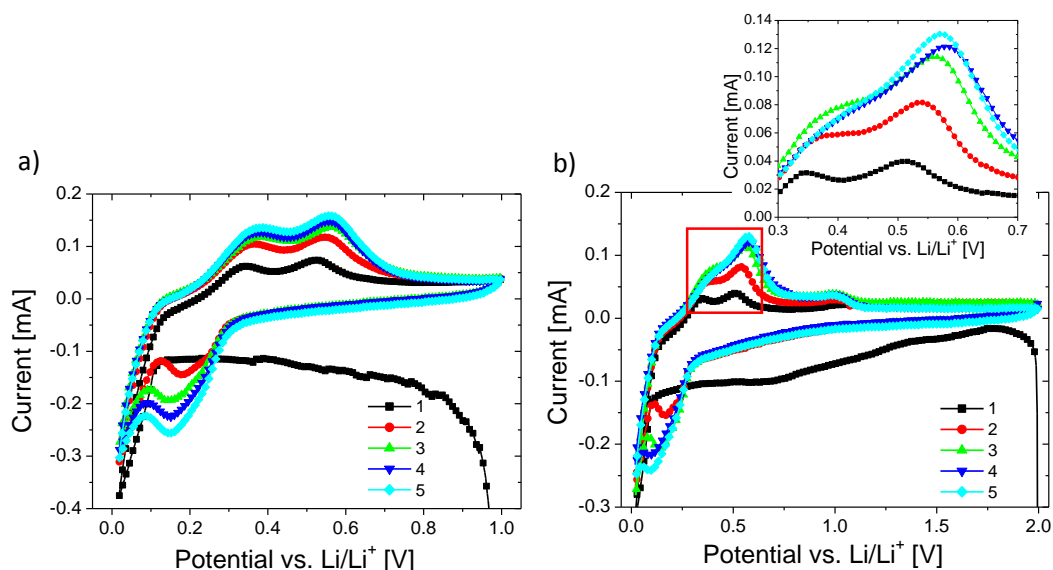 a)
Current [mA]
0.2
0.1
0.0
-0.1
-0.2
-0.3
-0.4
0.0 0.2 0.4 0.6 0.8 1.0
Potential vs. Li/Li⁺ [V]
1
2
3
4
5
b)
Current [mA]
0.14
0.12
0.10
0.08
0.06
0.04
0.02
0.00
0.3 0.4 0.5 0.6 0.7
Potential vs. Li/Li⁺ [V]
Current [mA]
0.2
0.1
0.0
-0.1
-0.2
-0.3
0.0 0.5 1.0 1.5 2.0
Potential vs. Li/Li⁺ [V]
1
2
3
4
5